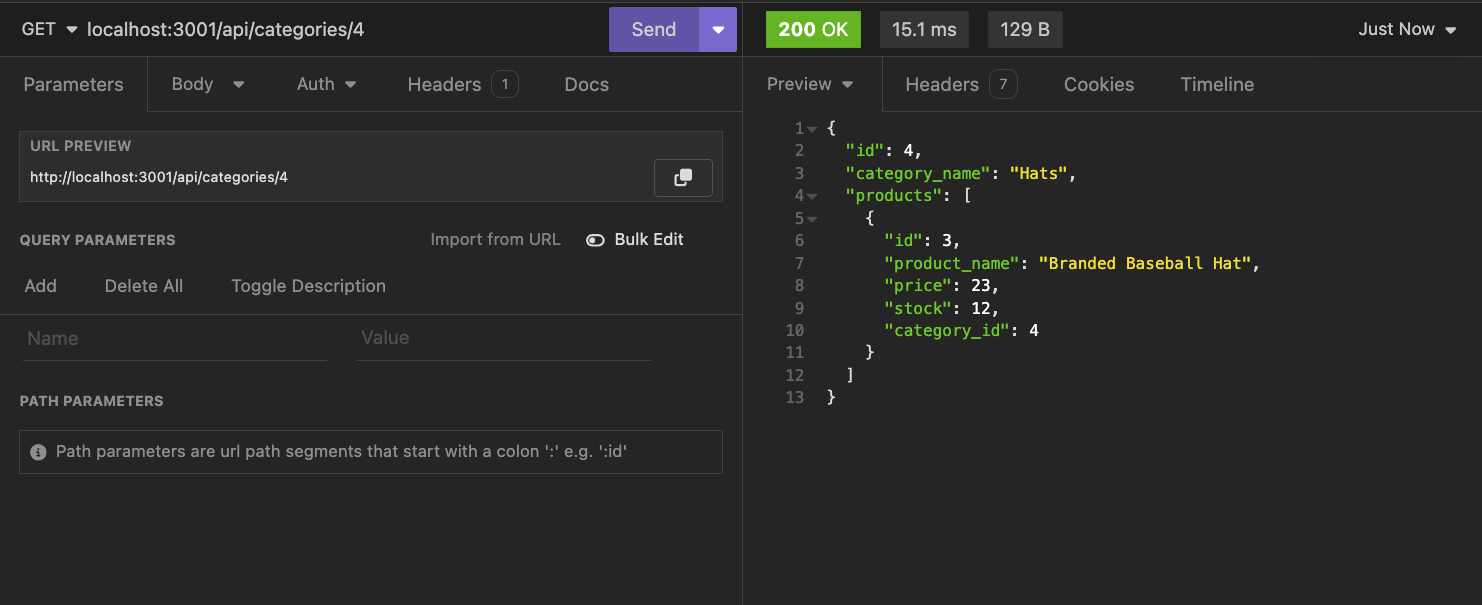 GET localhost:3001/api/categories/4 Send
Parameters Body Auth Headers 1 Docs
URL PREVIEW
http://localhost:3001/api/categories/4
QUERY PARAMETERS Import from URL Bulk Edit
Add Delete All Toggle Description
Name Value
PATH PARAMETERS
Path parameters are url path segments that start with a colon ':' e.g. ':id'
200 OK 15.1 ms 129 B Just Now
Preview Headers 7 Cookies Timeline
1 {
2 "id": 4,
3 "category_name": "Hats",
4 "products": [
5 {
6 "id": 3,
7 "product_name": "Branded Baseball Hat",
8 "price": 23,
9 "stock": 12,
10 "category_id": 4
11 }
12 ]
13 }